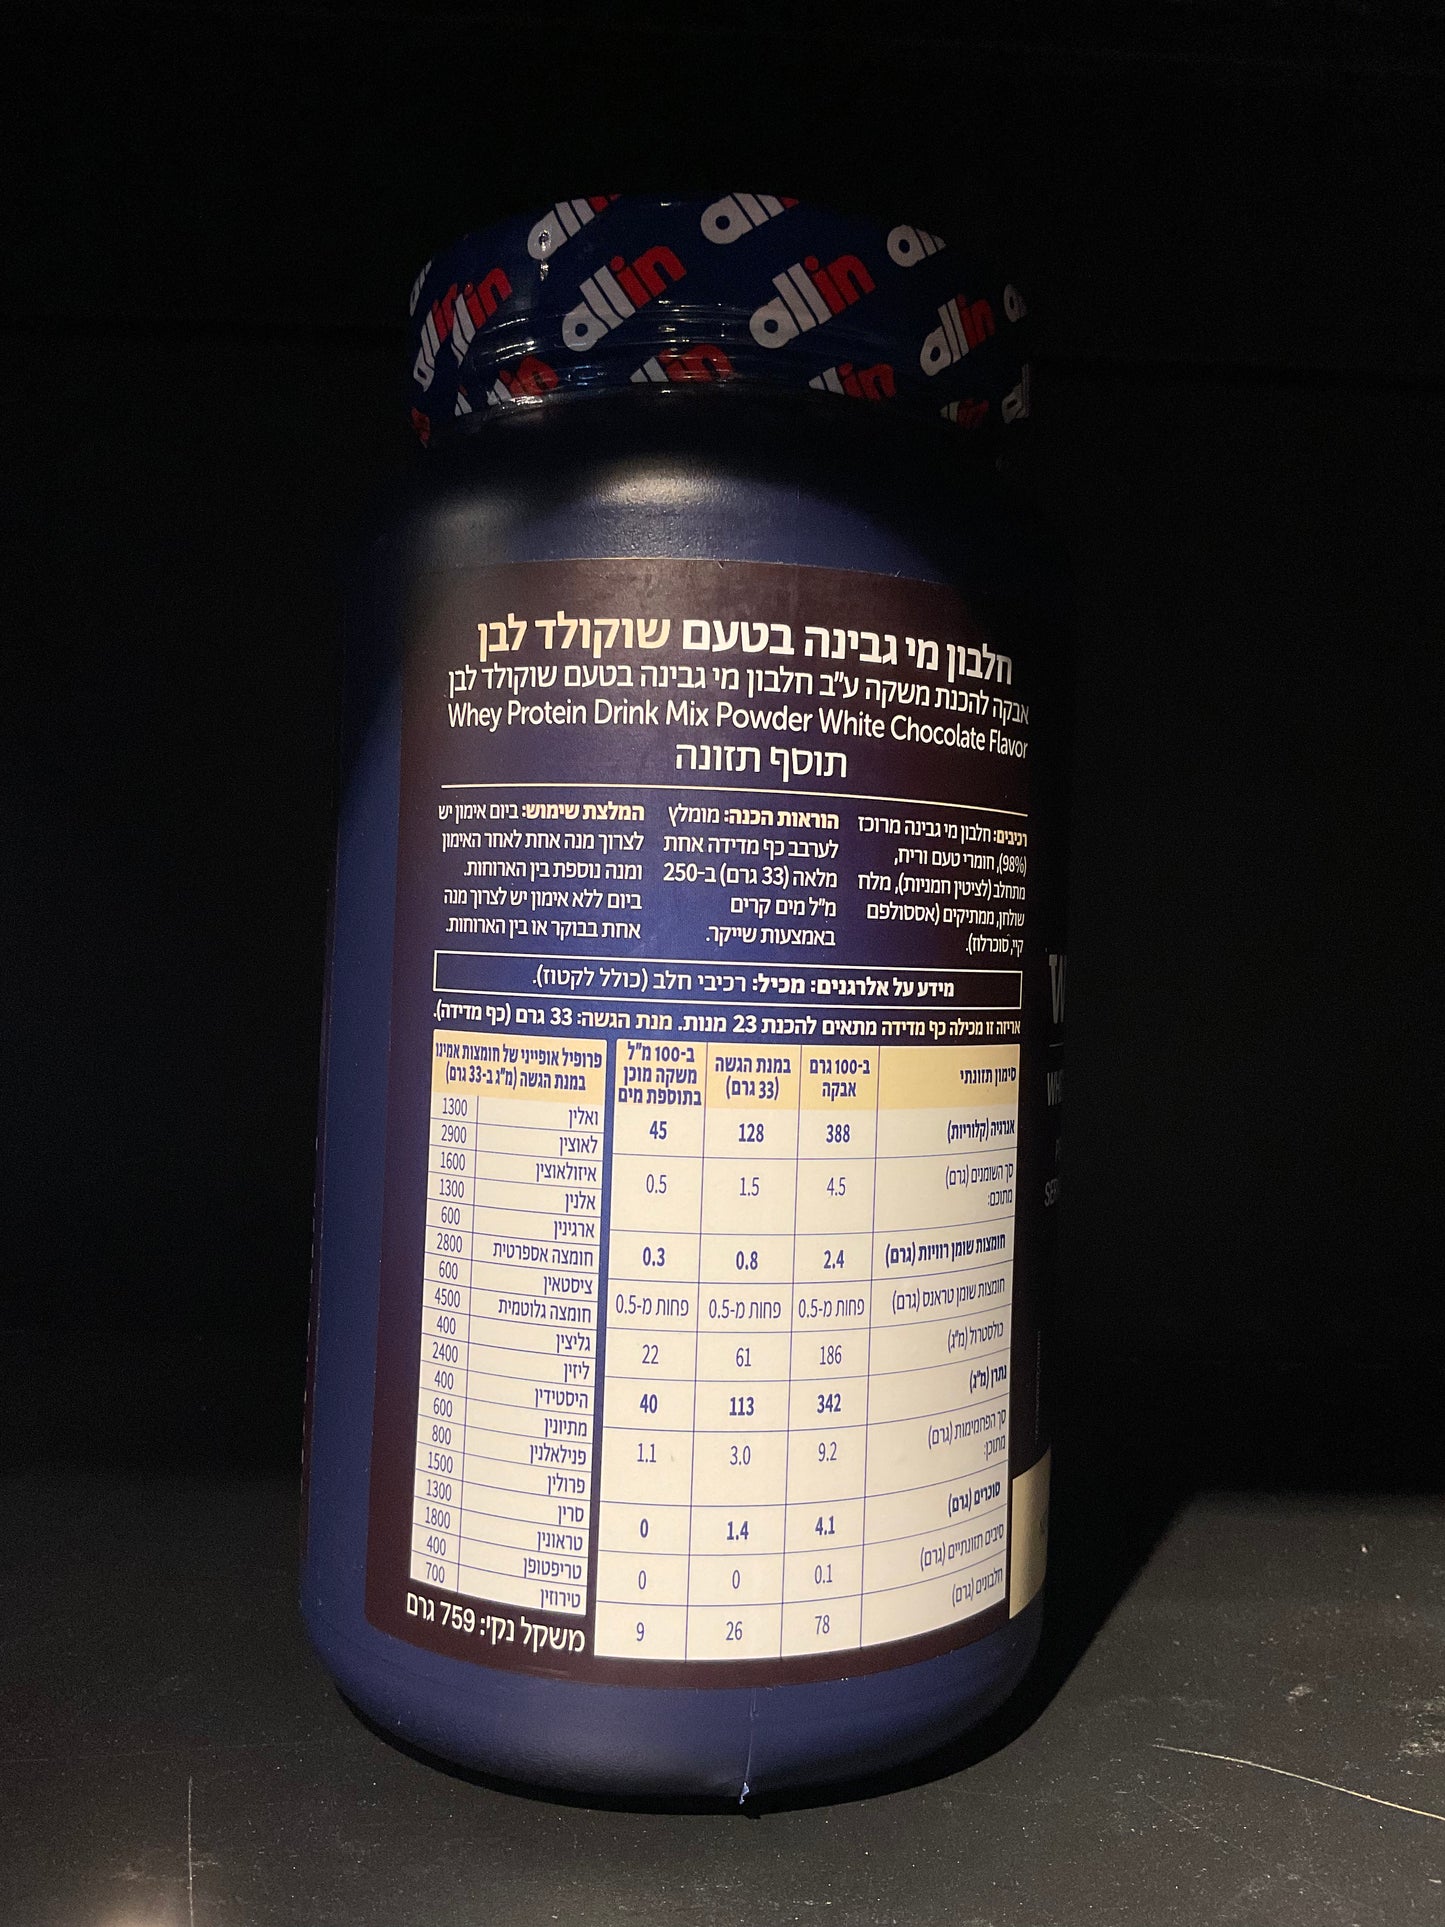 allin
allin
allin
allin
allin
allin
חלבון מי גבינה בטעם שוקולד לבן
אבקה להכנת משקה ע"ב חלבון מי גבינה בטעם שוקולד לבן
Whey Protein Drink Mix Powder White Chocolate Flavor
תוסף תזונה
רכיבים: חלבון מי גבינה מרוכז
(98%), חומרי טעם וריח,
מתחלב (לציטין חמניות), מלח
שולחן, ממתיקים (אססולפם
קיי, סוכרלוז).
הוראות הכנה: מומלץ
לערבב כף מדידה אחת
מלאה (33 גרם) ב-250
מ"ל מים קרים
באמצעות שייקר.
המלצת שימוש: ביום אימון יש
לצרוך מנה אחת לאחר האימון
ומנה נוספת בין הארוחות.
ביום ללא אימון יש לצרוך מנה
אחת בבוקר או בין הארוחות.
מידע על אלרגנים: מכיל: רכיבי חלב (כולל לקטוז).
אריזה זו מכילה כף מדידה מתאים להכנת 23 מנות. מנת הגשה: 33 גרם (כף מדידה).
סימון תזונתי ב-100 גרם אבקה במנת הגשה (33 גרם) ב-100 מ"ל משקה מוכן בתוספת מים
אנרגיה (קלוריות) 388 128 45
סך השומנים (גרם) מתוכם: 4.5 1.5 0.5
חומצות שומן רוויות (גרם) 2.4 0.8 0.3
חומצות שומן טראנס (גרם) פחות מ-0.5 פחות מ-0.5 פחות מ-0.5
כולסטרול (מ"ג) 186 61 22
נתרן (מ"ג) 342 113 40
סך הפחמימות (גרם) מתוכן: 9.2 3.0 1.1
סוכרים (גרם) 4.1 1.4 0
סיבים תזונתיים (גרם) 0.1 0 0
חלבונים (גרם) 78 26 9
פרופיל אופייני של חומצות אמינו
במנת הגשה (מ"ג ב-33 גרם)
ואלין 1300
לאוצין 2900
איזולאוצין 1600
אלנין 1300
ארגינין 600
חומצה אספרטית 2800
ציסטאין 600
חומצה גלוטמית 4500
גליצין 400
ליזין 2400
היסטידין 400
מתיונין 600
פנילאלנין 800
פרולין 1500
סרין 1300
טראונין 1800
טריפטופן 400
טירוזין 700
משקל נקי: 759 גרם